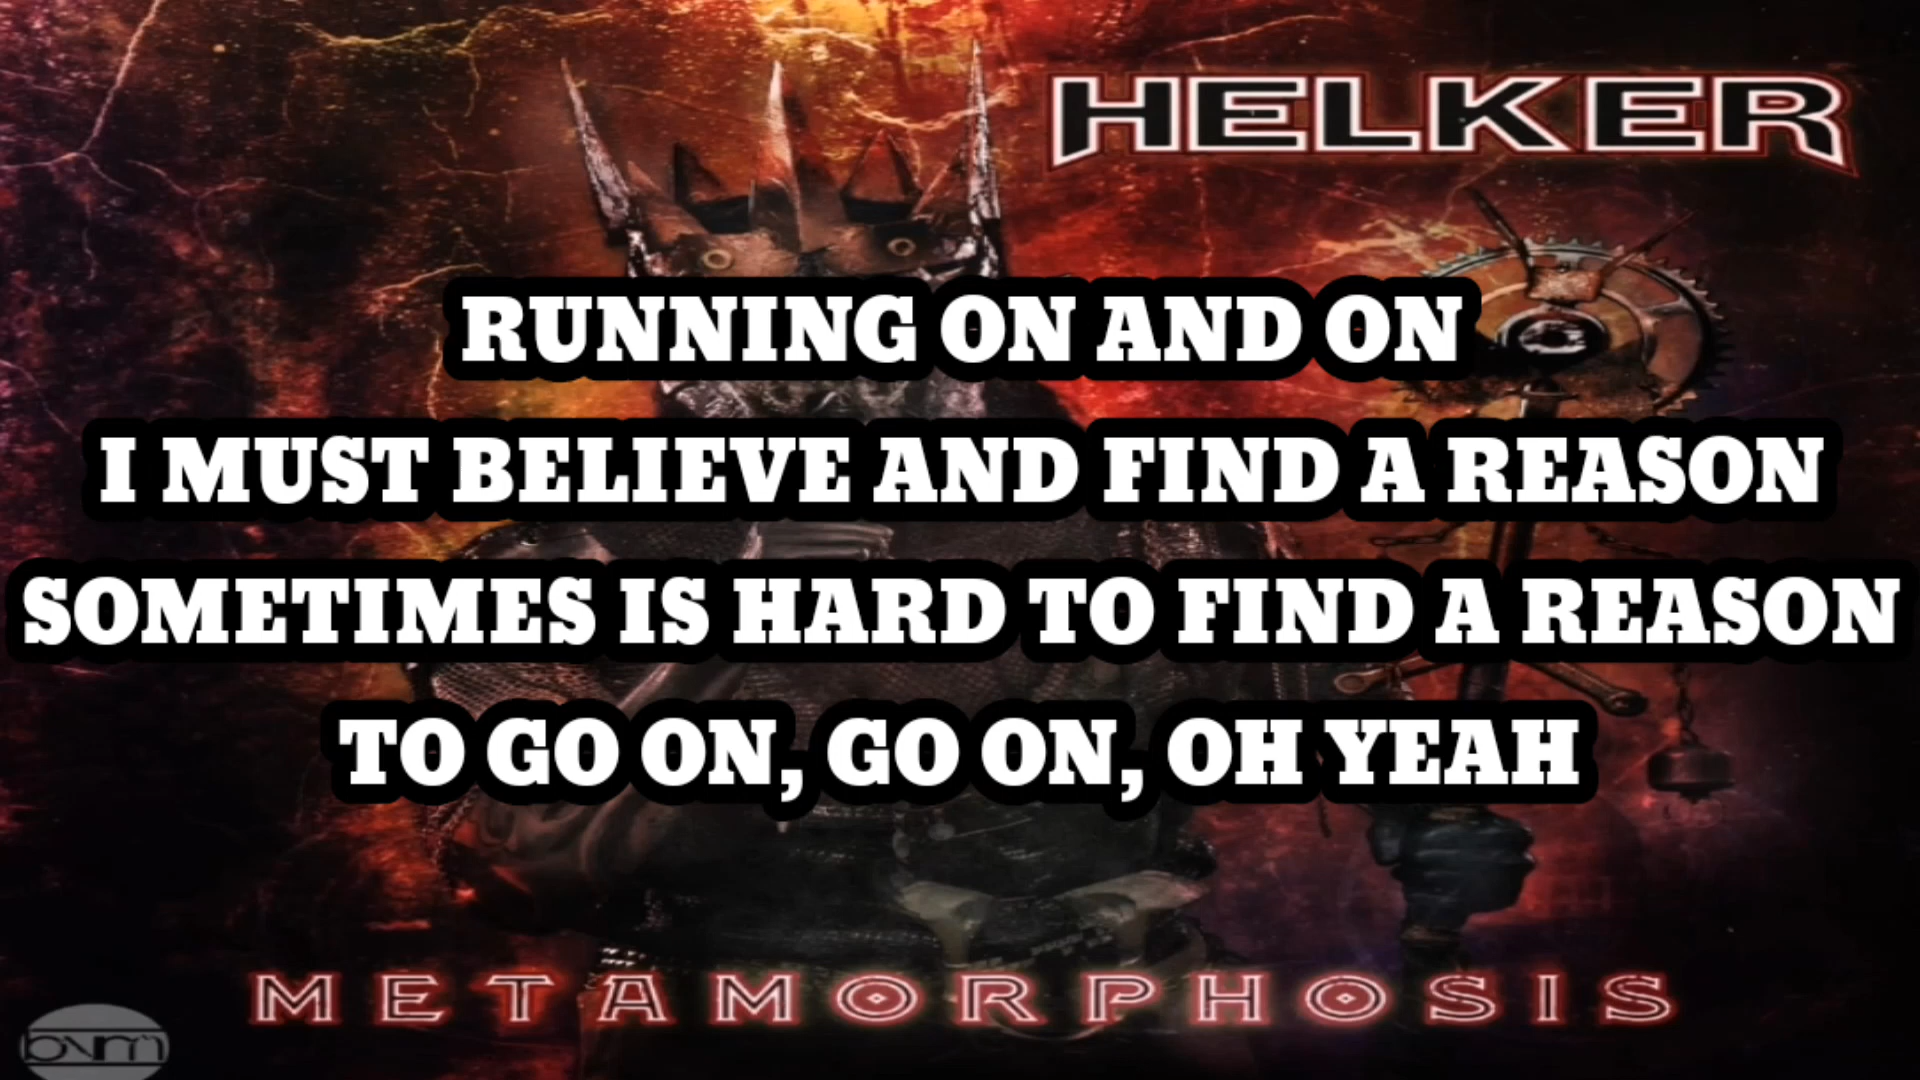 HELKER
RUNNING ON AND ON
I MUST BELIEVE AND FIND A REASON
SOMETIMES IS HARD TO FIND A REASON
TO GO ON, GO ON, OH YEAH
METAMORPHOSIS
bvm